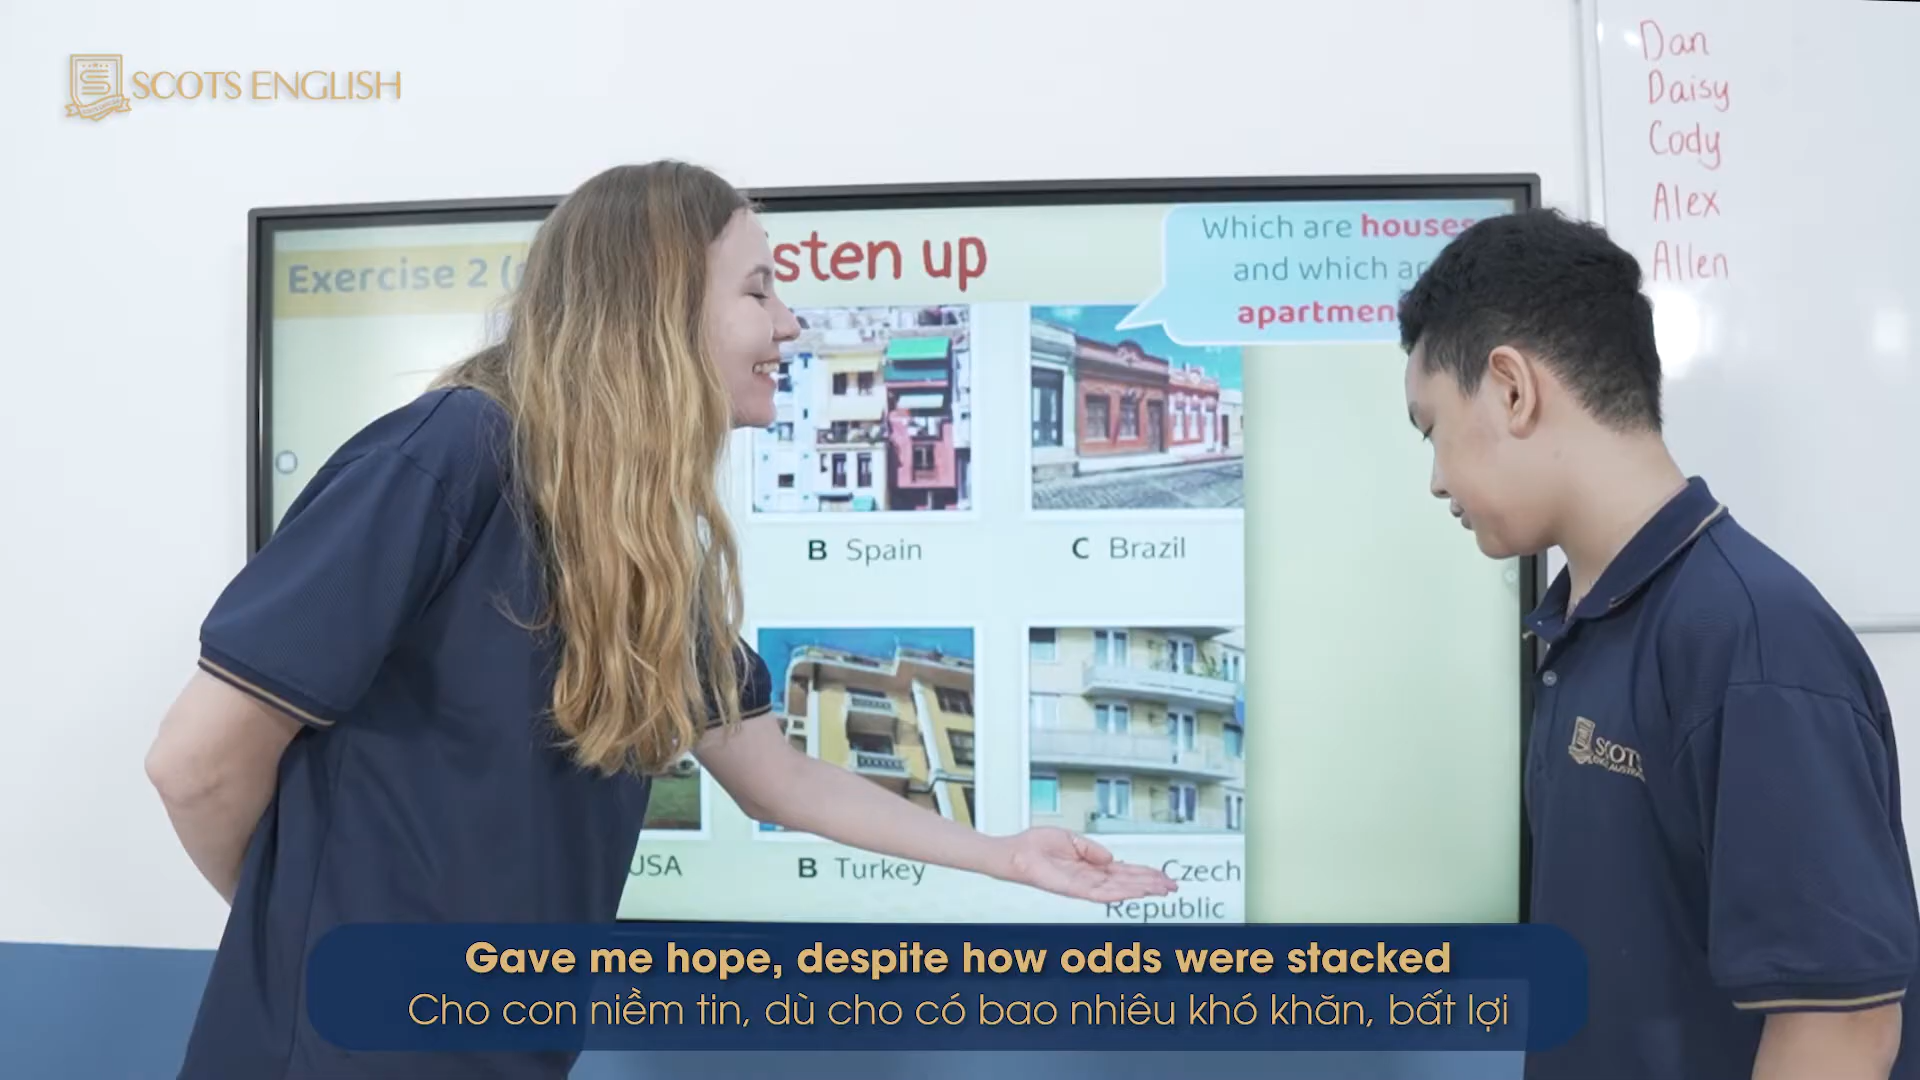 SCOTS ENGLISH
Dan
Daisy
Cody
Alex
Allen
Exercise 2
sten up
Which are houses
and which
apartmen
B Spain
C Brazil
USA
B Turkey
Czech
Republic
SCOTS
Gave me hope, despite how odds were stacked
Cho con niềm tin, dù cho có bao nhiêu khó khăn, bất lợi